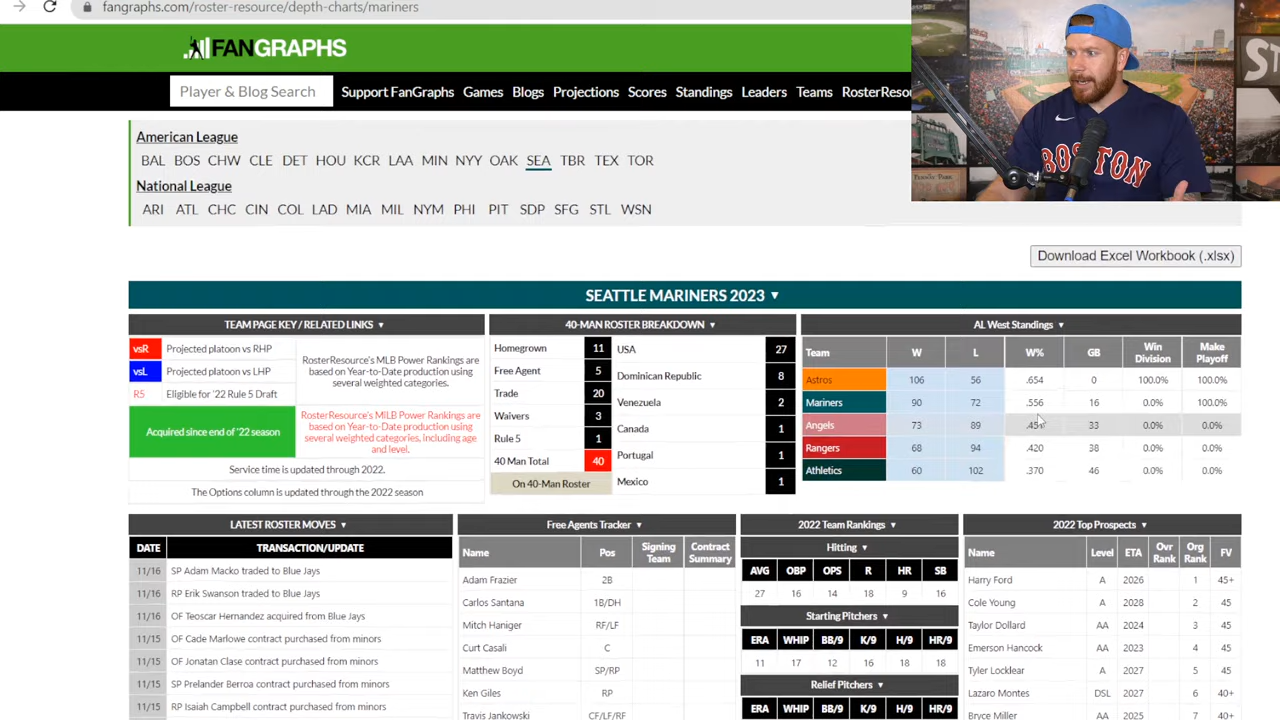 fangraphs.com/roster-resource/depth-charts/mariners
FANGRAPHS
Player & Blog Search Support FanGraphs Games Blogs Projections Scores Standings Leaders Teams
American League
BAL BOS CHW CLE DET HOU KCR LAA MIN NYY OAK SEA TBR TEX TOR
National League
ARI ATL CHC CIN COL LAD MIA MIL NYM PHI PIT SDP SFG STL WSN
BOSTON
Download Excel Workbook (.xlsx)
SEATTLE MARINERS 2023 ▼
TEAM PAGE KEY / RELATED LINKS ▼
vsR Projected platoon vs RHP
vsL Projected platoon vs LHP
R5 Eligible for '22 Rule 5 Draft
Acquired since end of '22 season
RosterResource's MLB Power Rankings are
based on Year-to-Date production using
several weighted categories.
RosterResource's MLB Power Rankings are
based on Year-to-Date production using
several weighted categories, including age
and level.
Service time is updated through 2022.
The Options column is updated through the 2022 season
40-MAN ROSTER BREAKDOWN ▼
Homegrown 11 USA 27
Free Agent 5 Dominican Republic 8
Trade 20 Venezuela 2
Waivers 3 Canada 1
Rule 5 1 Portugal 1
40 Man Total 40 Mexico 1
On 40-Man Roster
AL West Standings ▼
Team W L W% GB Win Division Make Playoff
Astros 106 56 .654 0 100.0% 100.0%
Mariners 90 72 .556 16 0.0% 100.0%
Angels 73 89 33 0.0% 0.0%
Rangers 68 94 .420 38 0.0% 0.0%
Athletics 60 102 .370 46 0.0% 0.0%
LATEST ROSTER MOVES ▼
DATE TRANSACTION/UPDATE
11/16 SP Adam Macko traded to Blue Jays
11/16 RP Erik Swanson traded to Blue Jays
11/16 OF Teoscar Hernandez acquired from Blue Jays
11/15 OF Cade Marlowe contract purchased from minors
11/15 OF Jonatan Clase contract purchased from minors
11/15 SP Prelander Berroa contract purchased from minors
11/15 RP Isaiah Campbell contract purchased from minors
Free Agents Tracker ▼
Name Pos Signing Team Contract Summary
Adam Frazier 2B
Carlos Santana 1B/DH
Mitch Haniger RF/LF
Curt Casali C
Matthew Boyd SP/RP
Ken Giles RP
Travis Jankowski CF/LF/RF
2022 Team Rankings ▼
Hitting ▼
AVG OBP OPS R HR SB
27 16 14 18 9 16
Starting Pitchers ▼
ERA WHIP BB/9 K/9 H/9 HR/9
11 17 12 16 18 18
Relief Pitchers ▼
ERA WHIP BB/9 K/9 H/9 HR/9
2022 Top Prospects ▼
Name Level ETA Ovr Rank Org Rank FV
Harry Ford A 2026 1 45+
Cole Young A 2028 2 45
Taylor Dollard AA 2024 3 45
Emerson Hancock AA 2023 4 45
Tyler Locklear A 2027 5 45
Lazaro Montes DSL 2027 6 40+
Bryce Miller AA 2025 7 40+